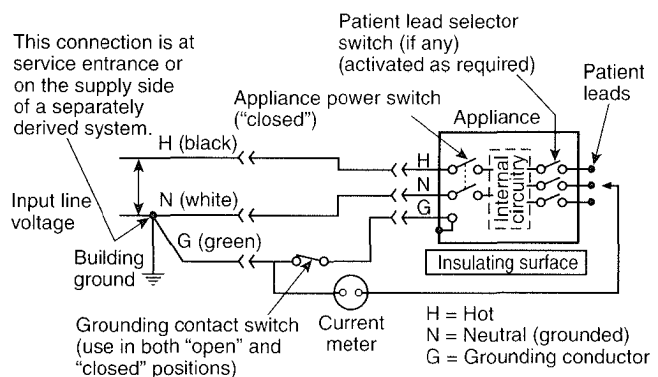 This connection is at
service entrance or
on the supply side
of a separately
derived system.
Patient lead selector
switch (if any)
(activated as required)
Patient
leads
Appliance power switch
("closed")
Appliance
H (black)
H
Input line
voltage
N (white)
N
G
G (green)
Internal
circuitry
Building
ground
Insulating surface
Grounding contact switch
(use in both "open" and
"closed" positions)
Current
meter
H = Hot
N = Neutral (grounded)
G = Grounding conductor